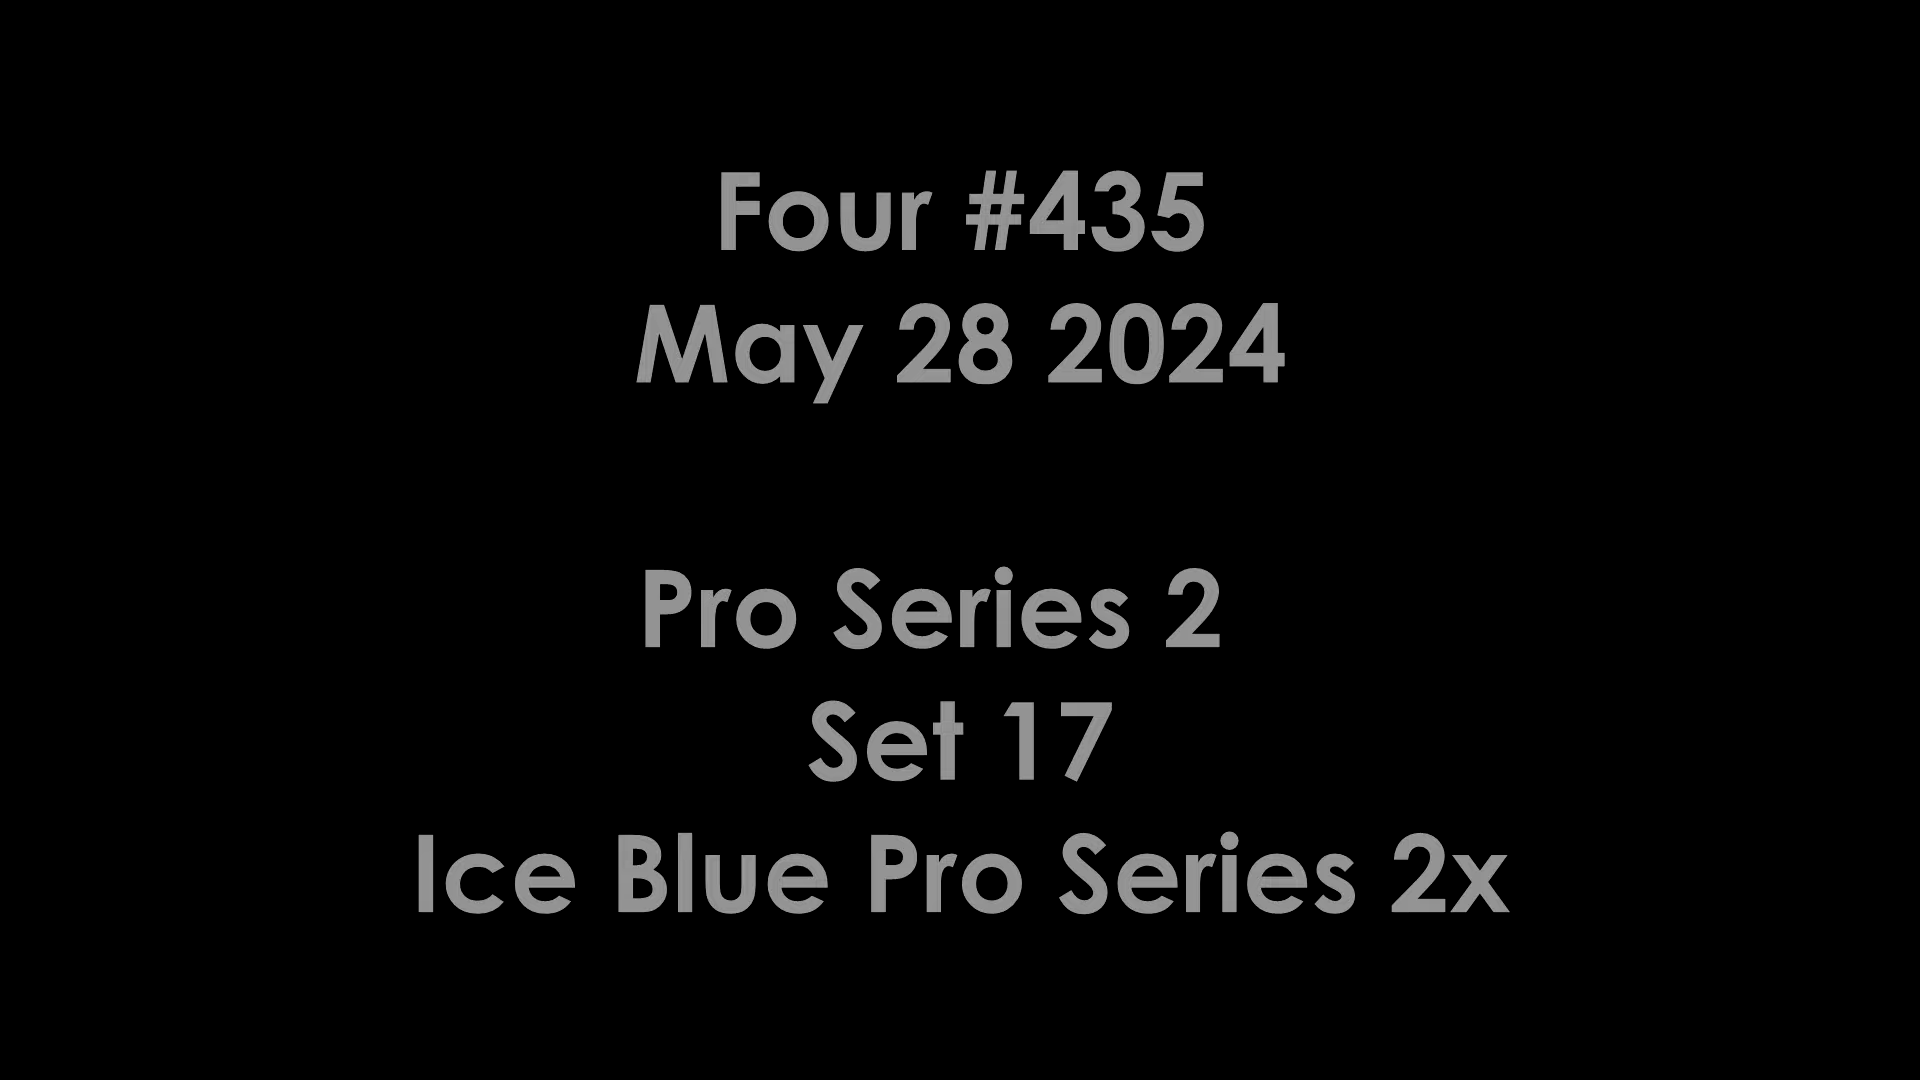 Four #435
May 28 2024
Pro Series 2
Set 17
Ice Blue Pro Series 2x